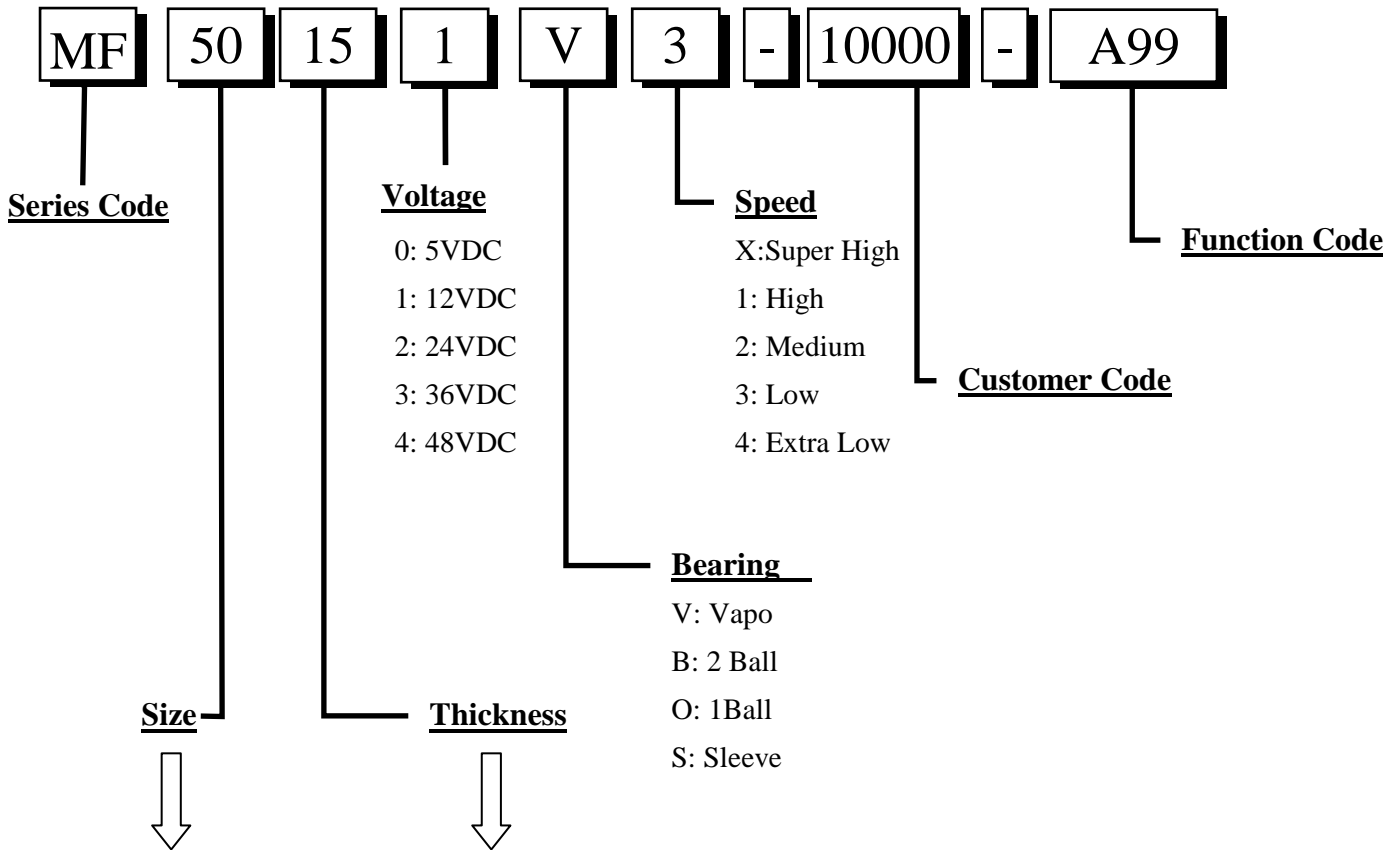 MF 50 15 1 V 3 - 10000 - A99
Series Code
Voltage
0: 5VDC
1: 12VDC
2: 24VDC
3: 36VDC
4: 48VDC
Speed
X:Super High
1: High
2: Medium
3: Low
4: Extra Low
Function Code
Customer Code
Bearing
V: Vapo
B: 2 Ball
O: 1Ball
S: Sleeve
Size
Thickness